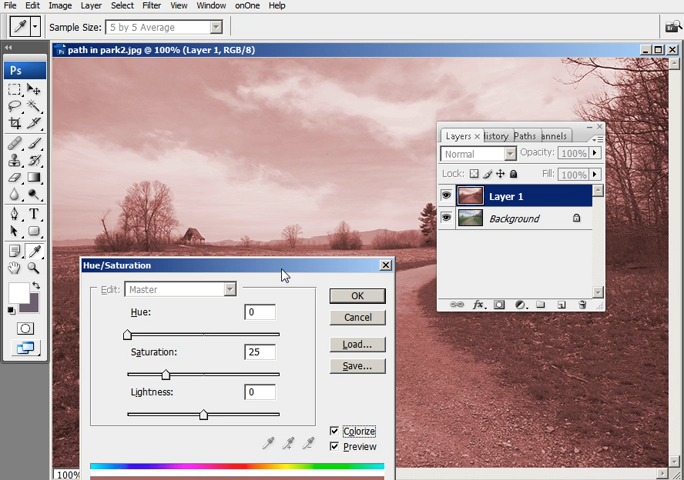 File Edit Image Layer Select Filter View Window onOne Help
Sample Size: 5 by 5 Average
path in park2.jpg @ 100% (Layer 1, RGB/8)
Ps
Layers × History Paths annels
Normal Opacity: 100%
Lock: Fill: 100%
Layer 1
Background
Hue/Saturation
Edit: Master
Hue: 0
OK
Cancel
Saturation: 25
Load...
Save...
Lightness: 0
Colorize
Preview
100%